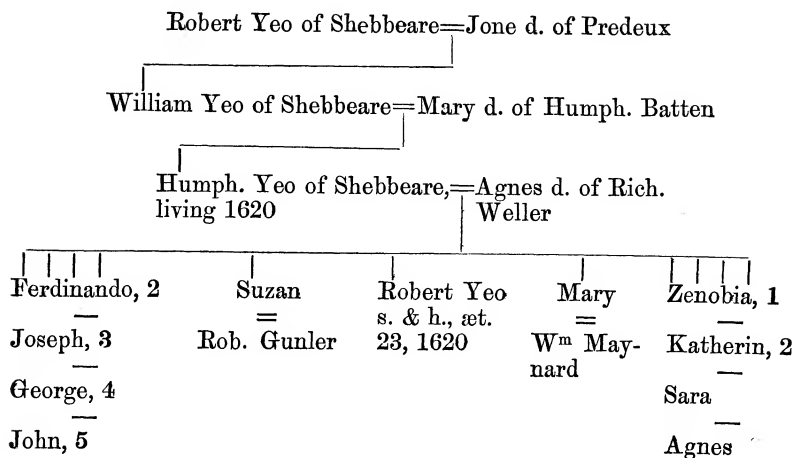 Robert Yeo of Shebbeare=Jone d. of Predeux
William Yeo of Shebbeare=Mary d. of Humph. Batten
Humph. Yeo of Shebbeare,=Agnes d. of Rich.
living 1620
Weller
Ferdinando, 2
Joseph, 3
George, 4
John, 5
Suzan
=
Rob. Gunler
Robert Yeo
s. & h., æt.
23, 1620
Mary
=
Wm May-
nard
Zenobia, 1
Katherin, 2
Sara
Agnes